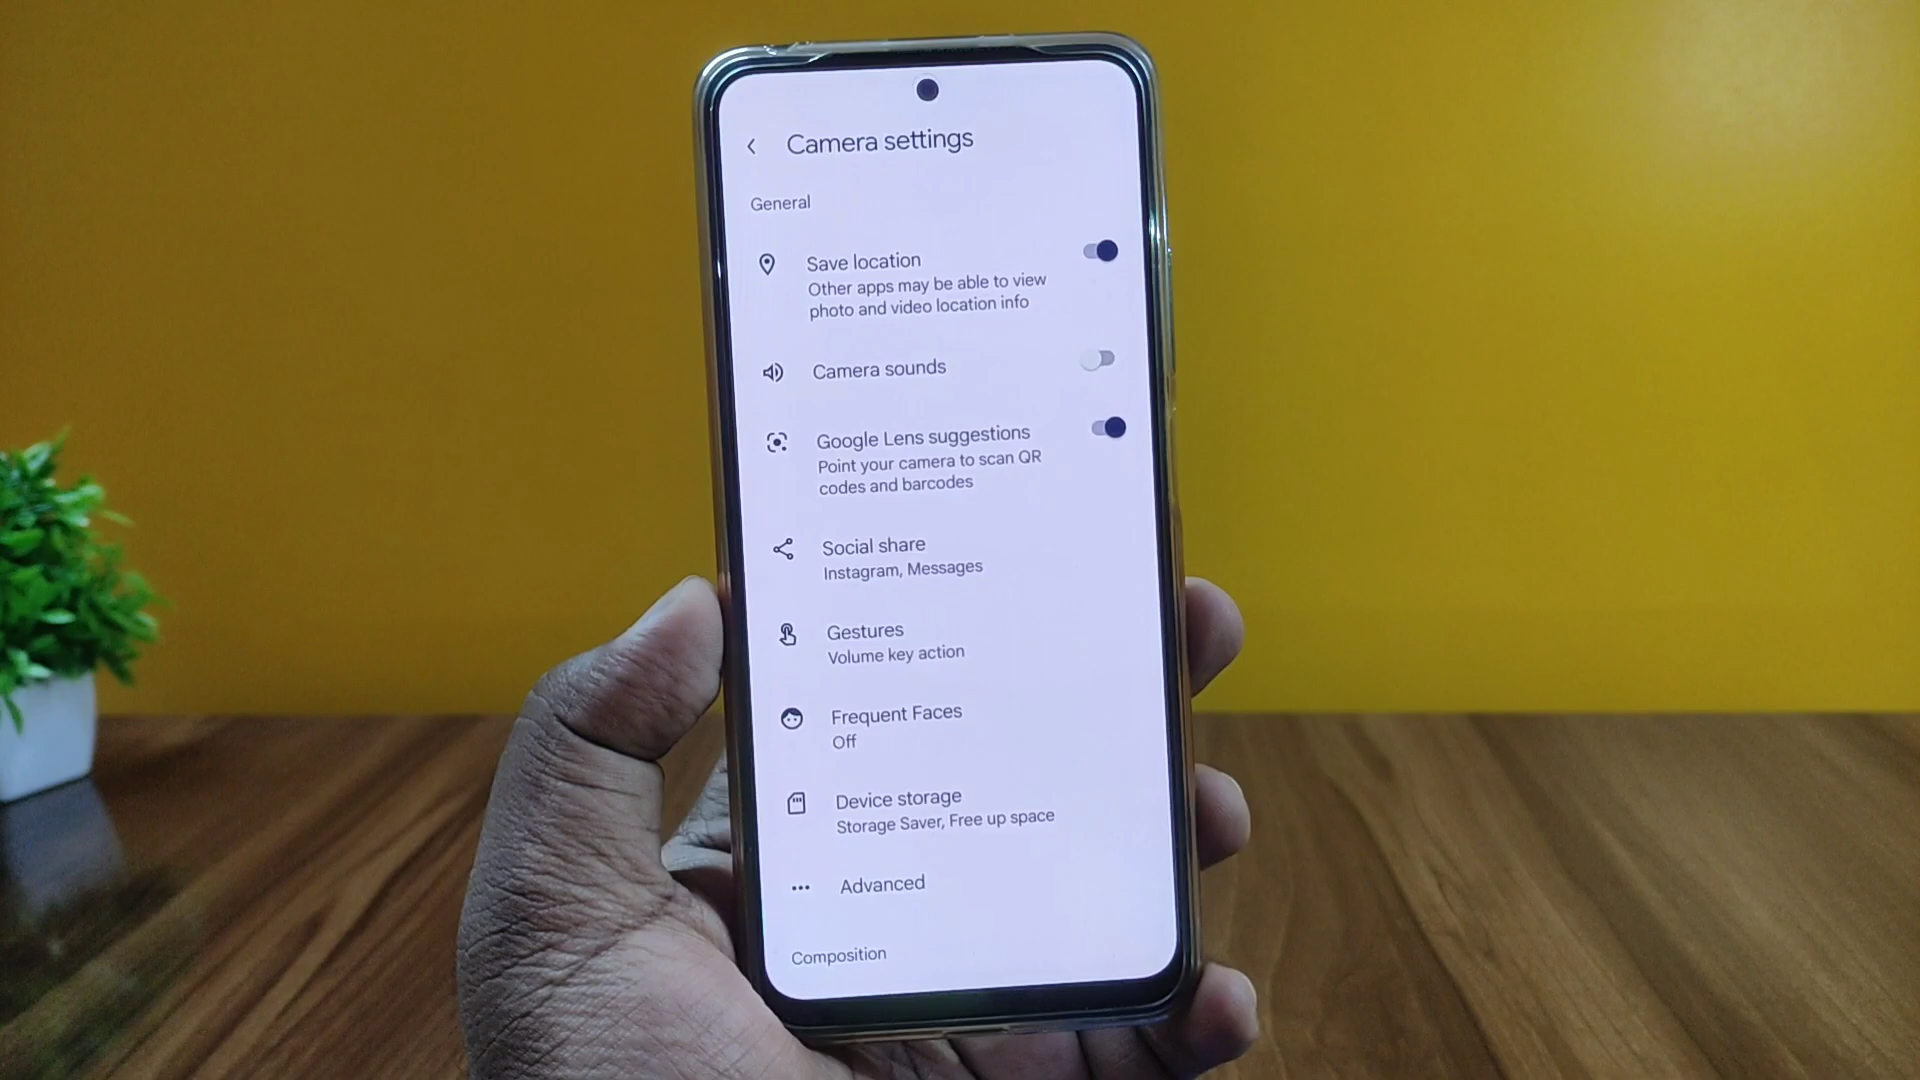 Camera settings
General
Save location
Other apps may be able to view
photo and video location info
Camera sounds
Google Lens suggestions
Point your camera to scan QR
codes and barcodes
Social share
Instagram, Messages
Gestures
Volume key action
Frequent Faces
Off
Device storage
Storage Saver, Free up space
Advanced
Composition